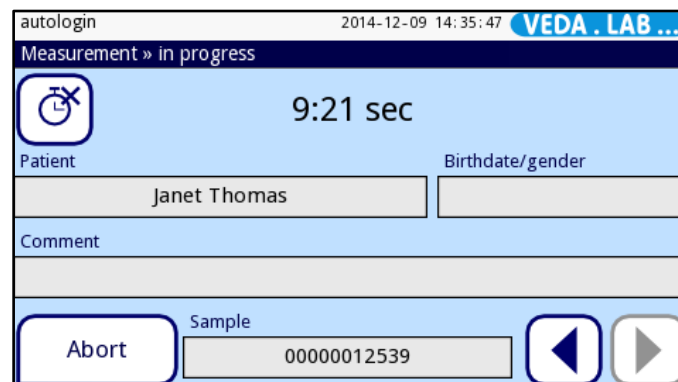 autologin 2014-12-09 14:35:47 VEDA.LAB...
Measurement » in progress
9:21 sec
Patient Birthdate/gender
Janet Thomas
Comment
Sample
Abort 00000012539